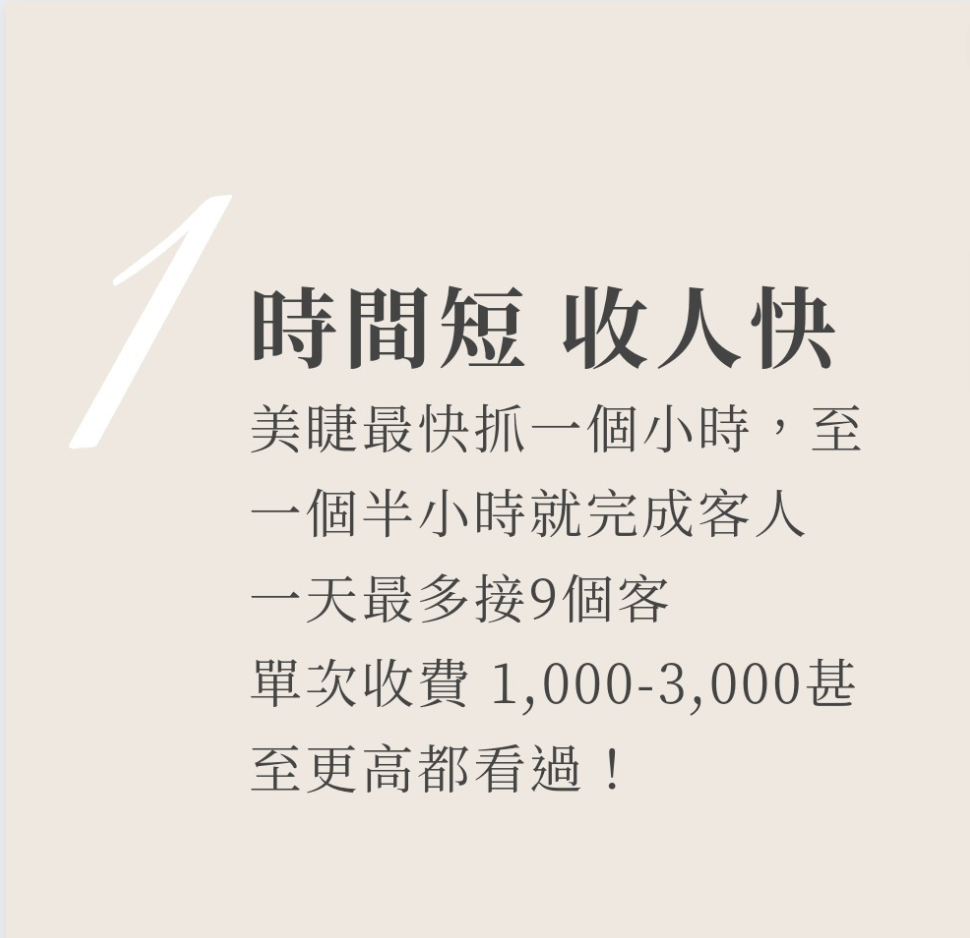 1
時間短 收人快
美睫最快抓一個小時，至
一個半小時就完成客人
一天最多接9個客
單次收費 1,000-3,000甚
至更高都看過！